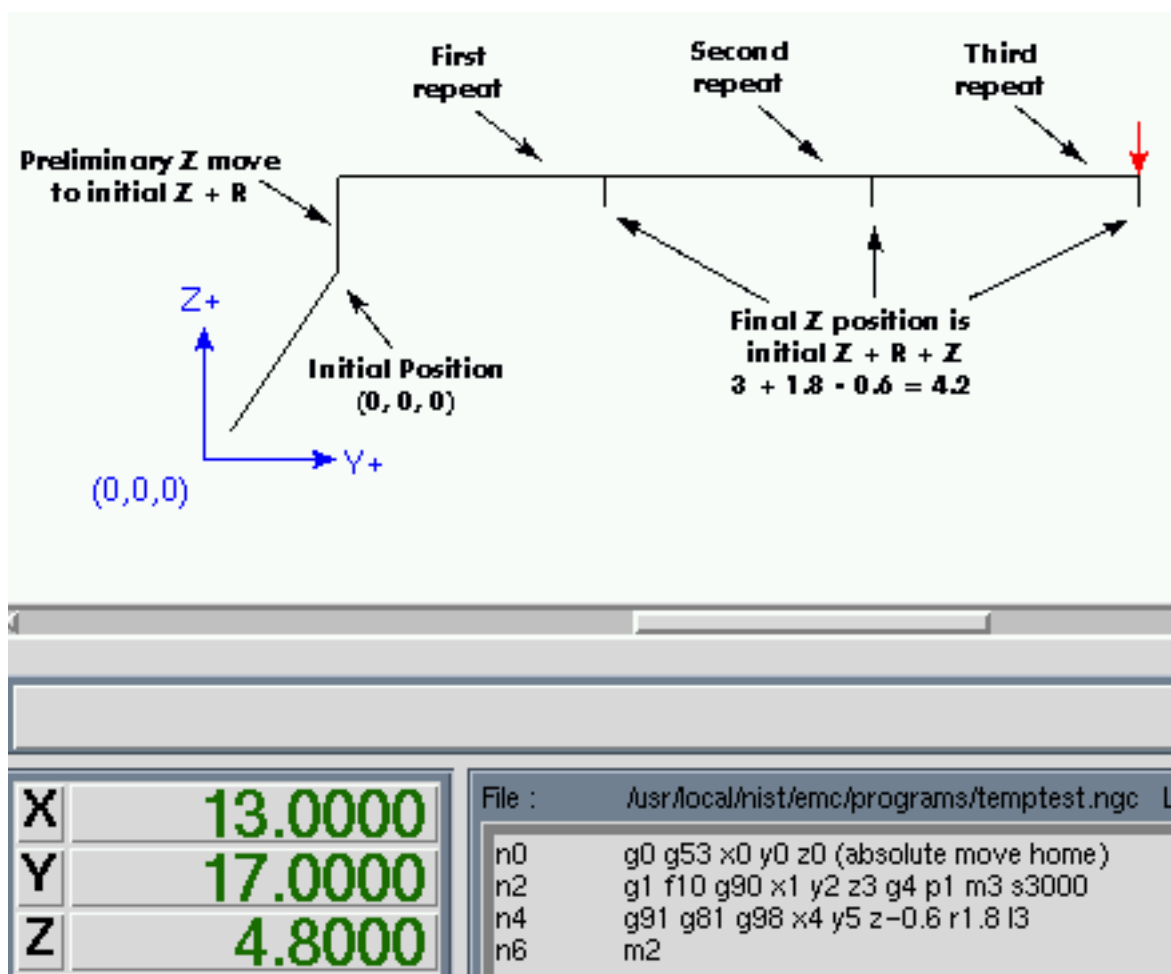 First
repeat
Second
repeat
Third
repeat
Preliminary Z move
to initial Z + R
Z+
Initial Position
(0, 0, 0)
Final Z position is
initial Z + R + Z
3 + 1.8 - 0.6 = 4.2
Y+
(0,0,0)
X 13.0000
Y 17.0000
Z 4.8000
File : /usr/local/nist/emc/programs/temptest.ngc L
n0 g0 g53 x0 y0 z0 (absolute move home)
n2 g1 f10 g90 x1 y2 z3 g4 p1 m3 s3000
n4 g91 g81 g98 x4 y5 z-0.6 r1.8 l3
n6 m2